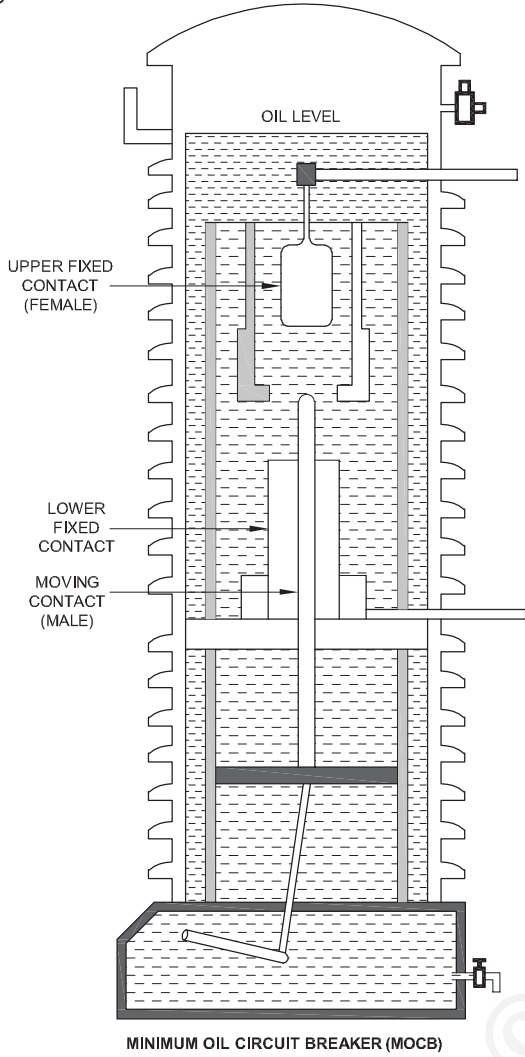 OIL LEVEL
UPPER FIXED
CONTACT
(FEMALE)
LOWER
FIXED
CONTACT
MOVING
CONTACT
(MALE)
MINIMUM OIL CIRCUIT BREAKER (MOCB)